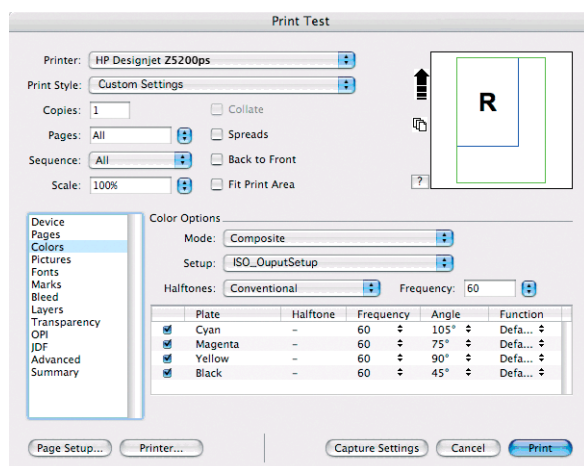 Print Test
Printer: HP Designjet Z5200ps
Print Style: Custom Settings
Copies: 1 Collate
Pages: All Spreads
Sequence: All Back to Front
Scale: 100% Fit Print Area
R
?
Device
Pages
Colors
Pictures
Fonts
Marks
Bleed
Layers
Transparency
OPI
JDF
Advanced
Summary
Color Options
Mode: Composite
Setup: ISO_OuputSetup
Halftones: Conventional Frequency: 60
Plate Halftone Frequency Angle Function
Cyan – 60 105° Defa...
Magenta – 60 75° Defa...
Yellow – 60 90° Defa...
Black – 60 45° Defa...
Page Setup... Printer... Capture Settings Cancel Print